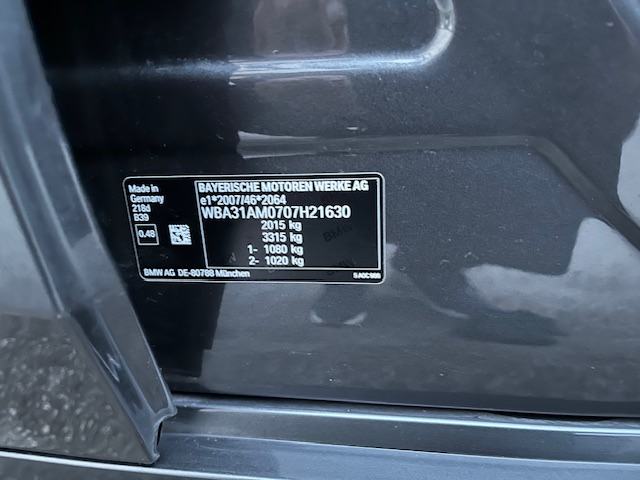 Made in
Germany
218d
B39
0.48
BAYERISCHE MOTOREN WERKE AG
e1*2007/46*2064
WBA31AM0707H21630
2015 kg
3315 kg
1- 1080 kg
2- 1020 kg
BMW AG DE-80788 München